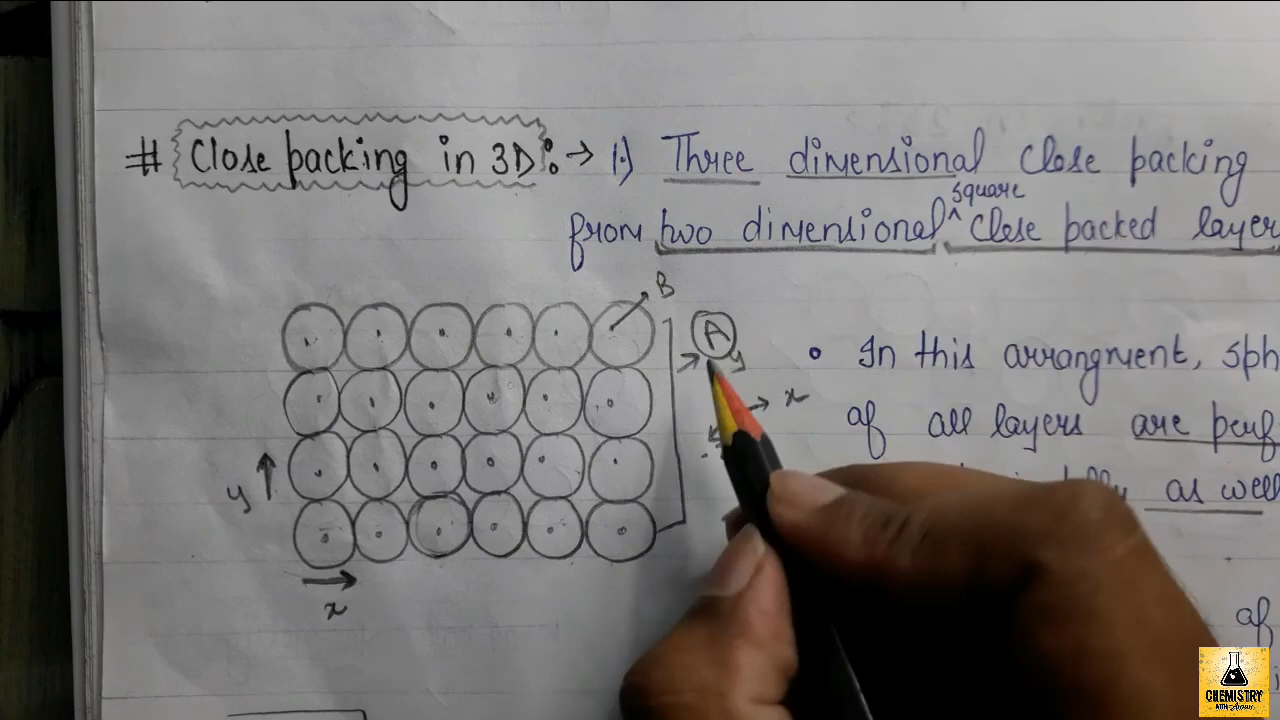 # Close packing in 3D :→ 1.) Three dimensional close packing
square
from two dimensional ^ close packed layer
B
A
y
x
• In this arrangment, sph
of all layers are perf
as well
y
x
of
CHEMISTRY